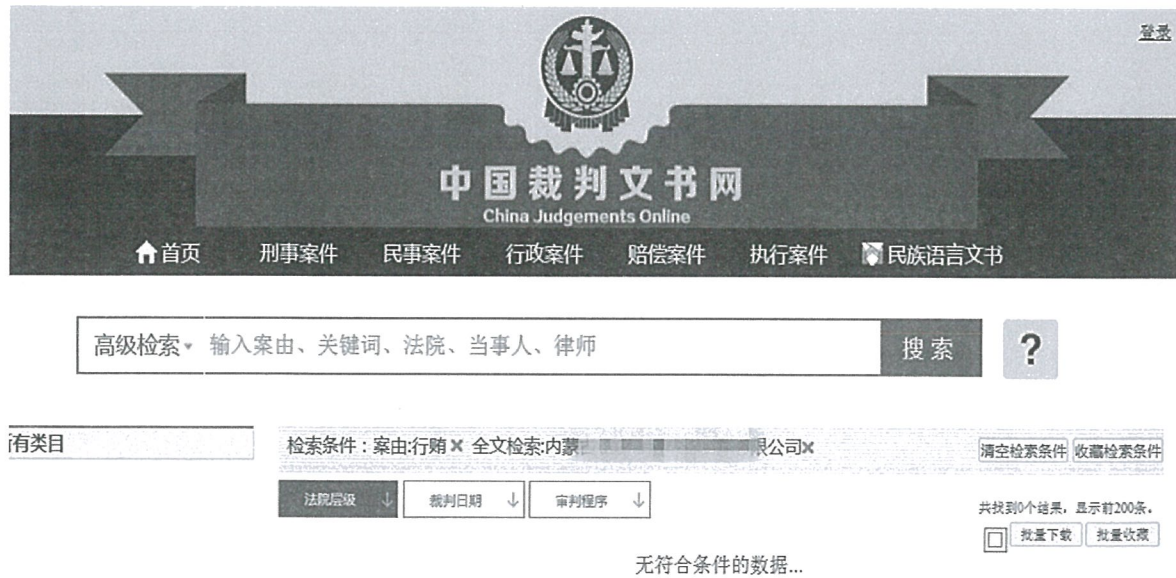 登录
中国裁判文书网
China Judgements Online
首页 刑事案件 民事案件 行政案件 赔偿案件 执行案件 民族语言文书
高级检索 输入案由、关键词、法院、当事人、律师 搜索 ?
有类目 检索条件：案由:行贿× 全文检索:内蒙 限公司× 清空检索条件 收藏检索条件
法院层级↓ 裁判日期↓ 审判程序↓
共找到0个结果，显示前200条。
批量下载 批量收藏
无符合条件的数据...